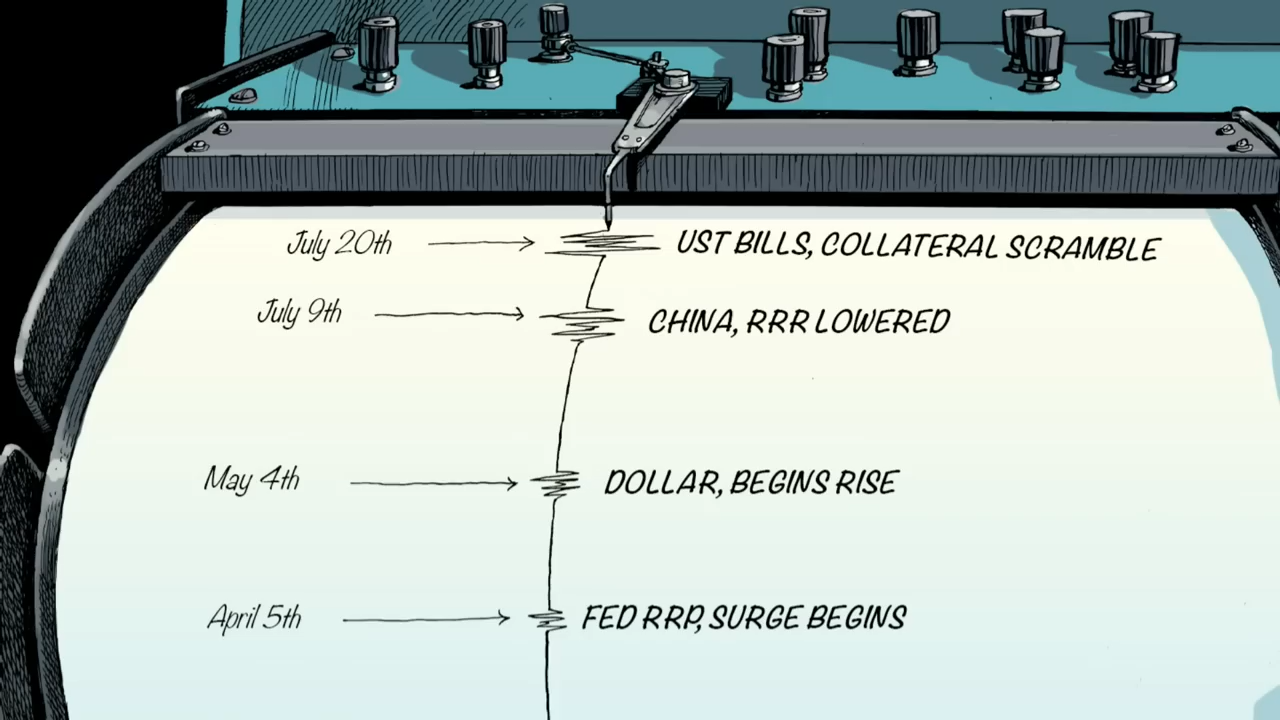 July 20th UST BILLS, COLLATERAL SCRAMBLE
July 9th CHINA, RRR LOWERED
May 4th DOLLAR, BEGINS RISE
April 5th FED RRP, SURGE BEGINS